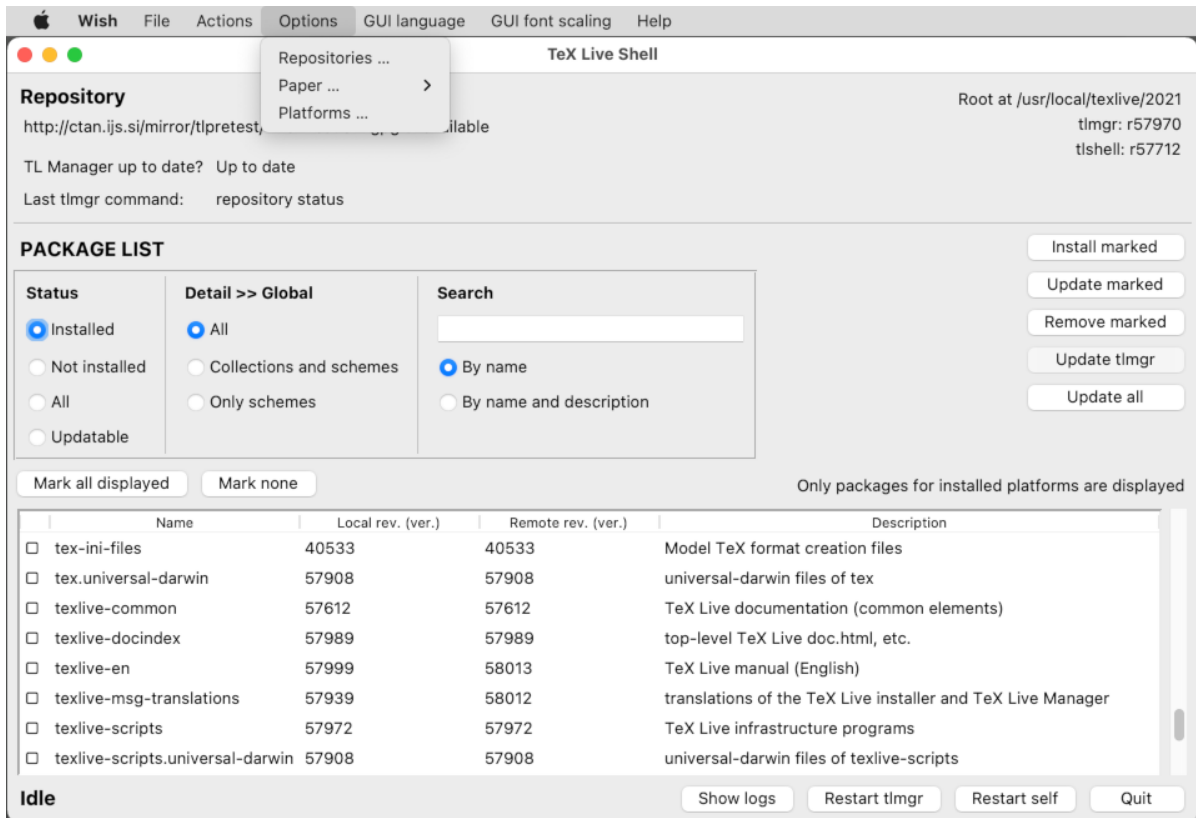 Wish File Actions Options GUI language GUI font scaling Help
TeX Live Shell
Repositories ...
Paper ...
Platforms ...
Repository
http://ctan.ijs.si/mirror/tlpretest/
Root at /usr/local/texlive/2021
tlmgr: r57970
tlshell: r57712
TL Manager up to date? Up to date
Last tlmgr command: repository status
PACKAGE LIST
Status
Installed
Not installed
All
Updatable
Detail >> Global
All
Collections and schemes
Only schemes
Search
By name
By name and description
Install marked
Update marked
Remove marked
Update tlmgr
Update all
Mark all displayed Mark none
Only packages for installed platforms are displayed
Name Local rev. (ver.) Remote rev. (ver.) Description
tex-ini-files 40533 40533 Model TeX format creation files
tex.universal-darwin 57908 57908 universal-darwin files of tex
texlive-common 57612 57612 TeX Live documentation (common elements)
texlive-docindex 57989 57989 top-level TeX Live doc.html, etc.
texlive-en 57999 58013 TeX Live manual (English)
texlive-msg-translations 57939 58012 translations of the TeX Live installer and TeX Live Manager
texlive-scripts 57972 57972 TeX Live infrastructure programs
texlive-scripts.universal-darwin 57908 57908 universal-darwin files of texlive-scripts
Idle
Show logs Restart tlmgr Restart self Quit